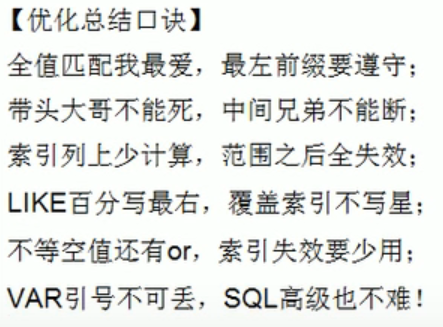 【优化总结口诀】
全值匹配我最爱，最左前缀要遵守；
带头大哥不能死，中间兄弟不能断；
索引列上少计算，范围之后全失效；
LIKE百分写最右，覆盖索引不写星；
不等空值还有or，索引失效要少用；
VAR引号不可丢，SQL高级也不难！